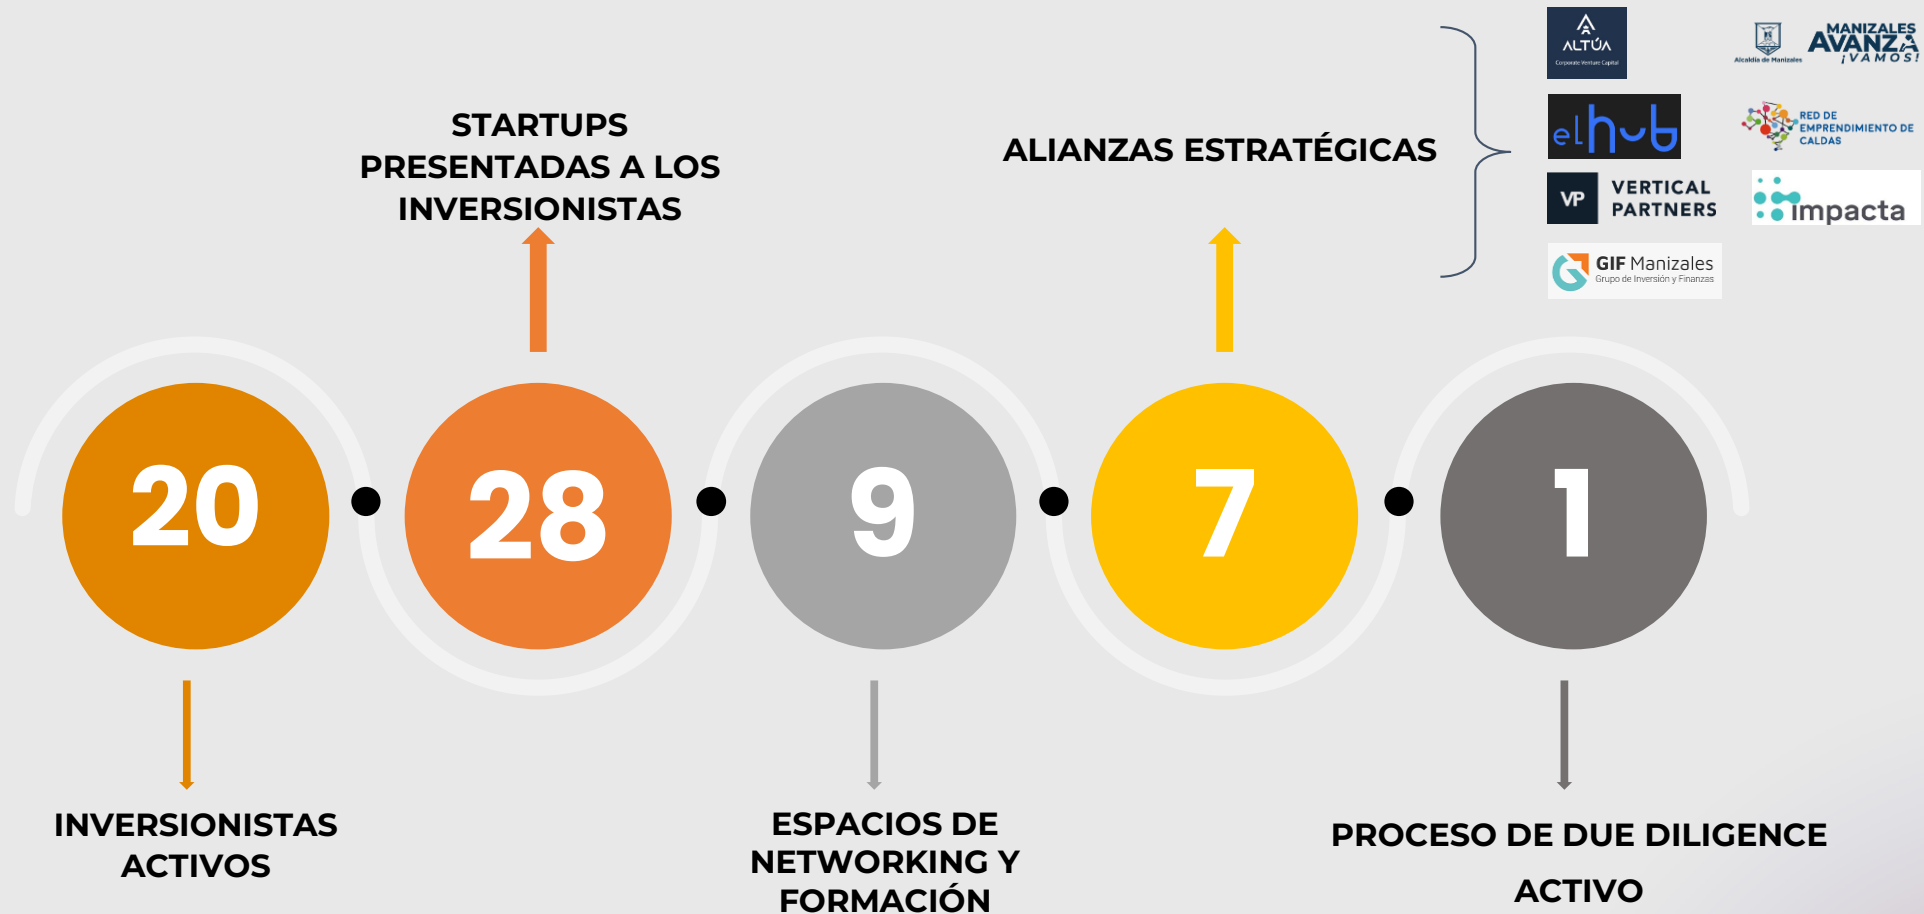 STARTUPS
PRESENTADAS A LOS
INVERSIONISTAS
ALIANZAS ESTRATÉGICAS
ALTÚA
Corporate Venture Capital
Alcaldía de Manizales
MANIZALES
AVANZA
¡VAMOS!
elhub
RED DE
EMPRENDIMIENTO DE
CALDAS
VP
VERTICAL
PARTNERS
impacta
GIF Manizales
Grupo de Inversión y Finanzas
20
28
9
7
1
INVERSIONISTAS
ACTIVOS
ESPACIOS DE
NETWORKING Y
FORMACIÓN
PROCESO DE DUE DILIGENCE
ACTIVO